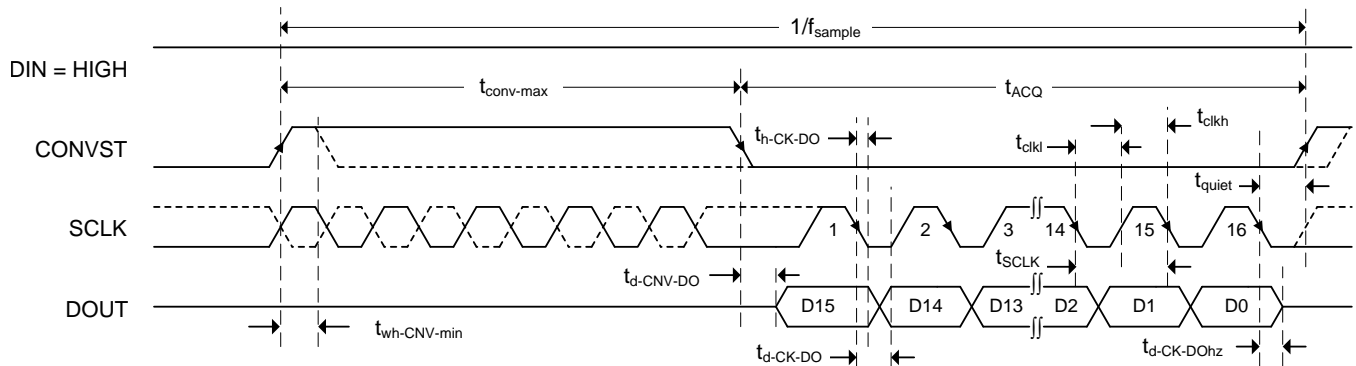 1/fsample
DIN = HIGH
tconv-max
tACQ
CONVST
th-CK-DO
tclkh
tclkl
tquiet
SCLK
1 2 3 14 15 16
tSCLK
td-CNV-DO
DOUT
D15 D14 D13 D2 D1 D0
twh-CNV-min
td-CK-DO
td-CK-DOhz